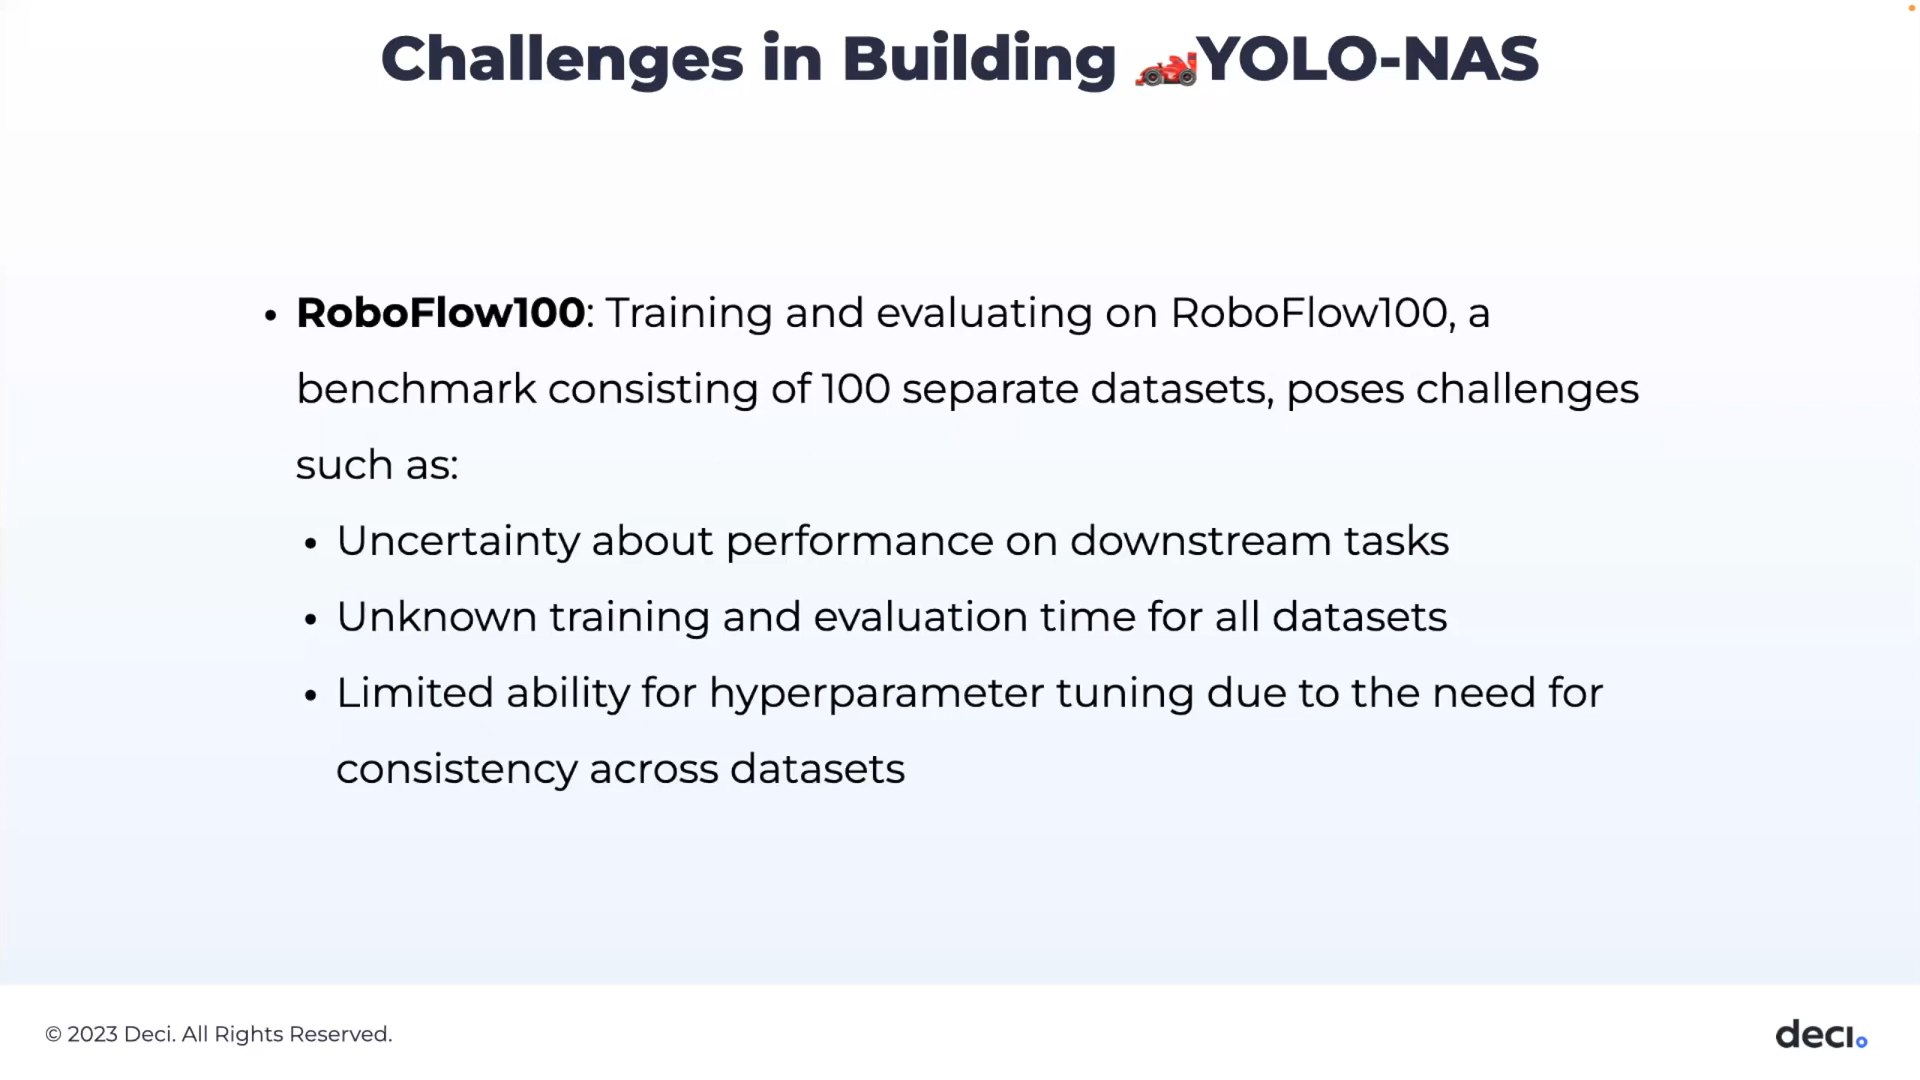 Challenges in Building 🏎️YOLO-NAS
• RoboFlow100: Training and evaluating on RoboFlow100, a
benchmark consisting of 100 separate datasets, poses challenges
such as:
• Uncertainty about performance on downstream tasks
• Unknown training and evaluation time for all datasets
• Limited ability for hyperparameter tuning due to the need for
consistency across datasets
© 2023 Deci. All Rights Reserved.
deci.